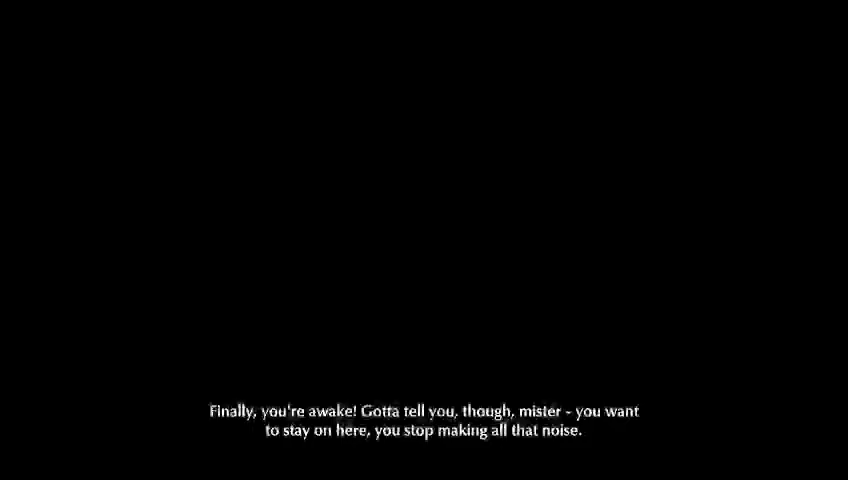 Finally, you're awake! Gotta tell you, though, mister - you want
to stay on here, you stop making all that noise.